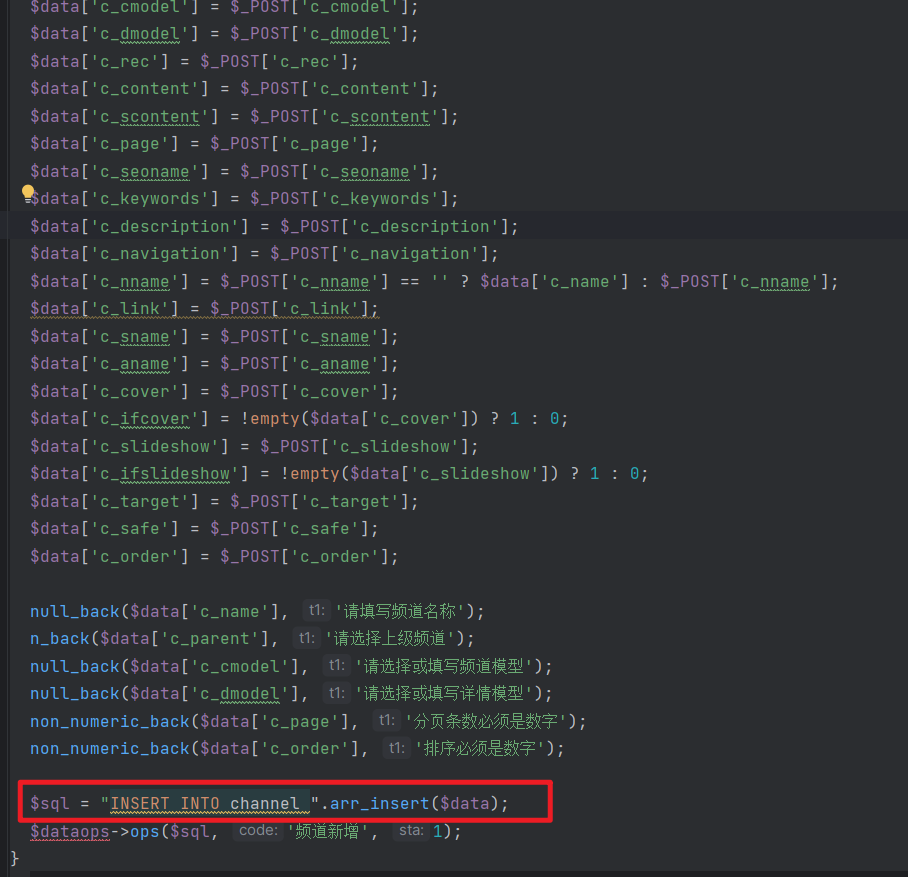 $data['c_cmodel'] = $_POST['c_cmodel'];
$data['c_dmodel'] = $_POST['c_dmodel'];
$data['c_rec'] = $_POST['c_rec'];
$data['c_content'] = $_POST['c_content'];
$data['c_scontent'] = $_POST['c_scontent'];
$data['c_page'] = $_POST['c_page'];
$data['c_seoname'] = $_POST['c_seoname'];
$data['c_keywords'] = $_POST['c_keywords'];
$data['c_description'] = $_POST['c_description'];
$data['c_navigation'] = $_POST['c_navigation'];
$data['c_nname'] = $_POST['c_nname'] == '' ? $data['c_name'] : $_POST['c_nname'];
$data['c_link'] = $_POST['c_link'];
$data['c_sname'] = $_POST['c_sname'];
$data['c_aname'] = $_POST['c_aname'];
$data['c_cover'] = $_POST['c_cover'];
$data['c_ifcover'] = !empty($data['c_cover']) ? 1 : 0;
$data['c_slideshow'] = $_POST['c_slideshow'];
$data['c_ifslideshow'] = !empty($data['c_slideshow']) ? 1 : 0;
$data['c_target'] = $_POST['c_target'];
$data['c_safe'] = $_POST['c_safe'];
$data['c_order'] = $_POST['c_order'];
null_back($data['c_name'], t1: '请填写频道名称');
n_back($data['c_parent'], t1: '请选择上级频道');
null_back($data['c_cmodel'], t1: '请选择或填写频道模型');
null_back($data['c_dmodel'], t1: '请选择或填写详情模型');
non_numeric_back($data['c_page'], t1: '分页条数必须是数字');
non_numeric_back($data['c_order'], t1: '排序必须是数字');
$sql = "INSERT INTO channel ".arr_insert($data);
$dataops->ops($sql, code: '频道新增', sta: 1);
}